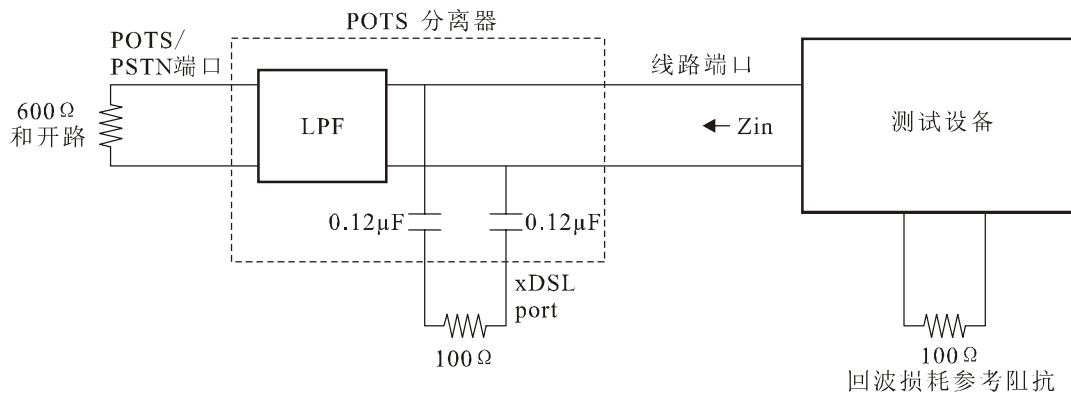 POTS 分离器
POTS/
PSTN端口
线路端口
600Ω
和开路
LPF
Zin
测试设备
0.12μF
0.12μF
xDSL
port
100Ω
100Ω
回波损耗参考阻抗